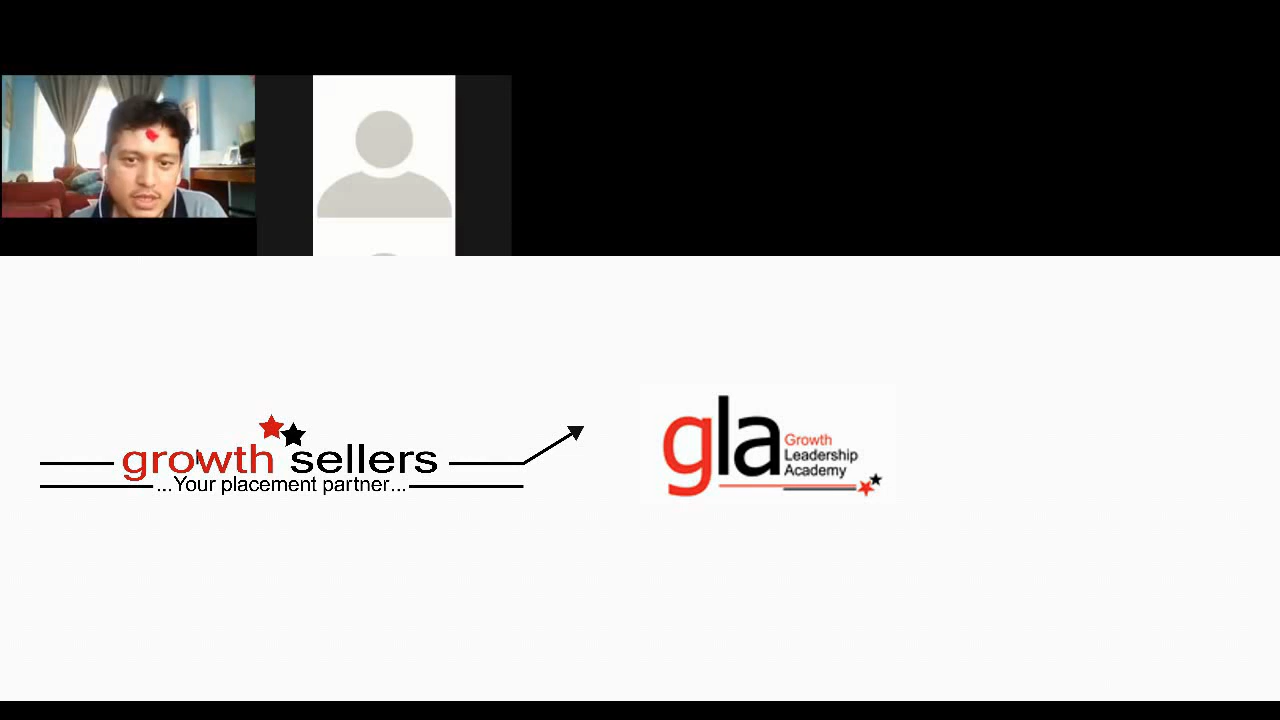 growth sellers
...Your placement partner...
gla
Growth
Leadership
Academy